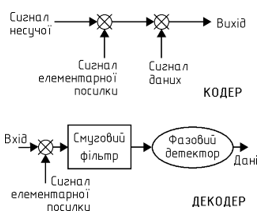 Сигнал
несучої
Вихід
Сигнал
елементарної
посилки
Сигнал
даних
КОДЕР
Вхід
Смуговий
фільтр
Фазовий
детектор
Дані
Сигнал
елементарної
посилки
ДЕКОДЕР